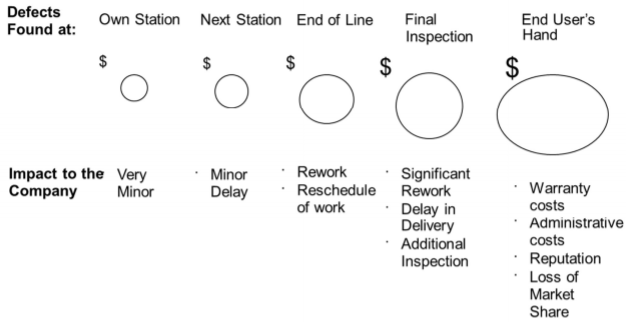 Defects
Found at:
Own Station
Next Station
End of Line
Final
Inspection
End User's
Hand
$
$
$
$
$
Impact to the
Company
Very
Minor
· Minor
Delay
· Rework
· Reschedule
of work
· Significant
Rework
· Delay in
Delivery
· Additional
Inspection
· Warranty
costs
· Administrative
costs
· Reputation
· Loss of
Market
Share